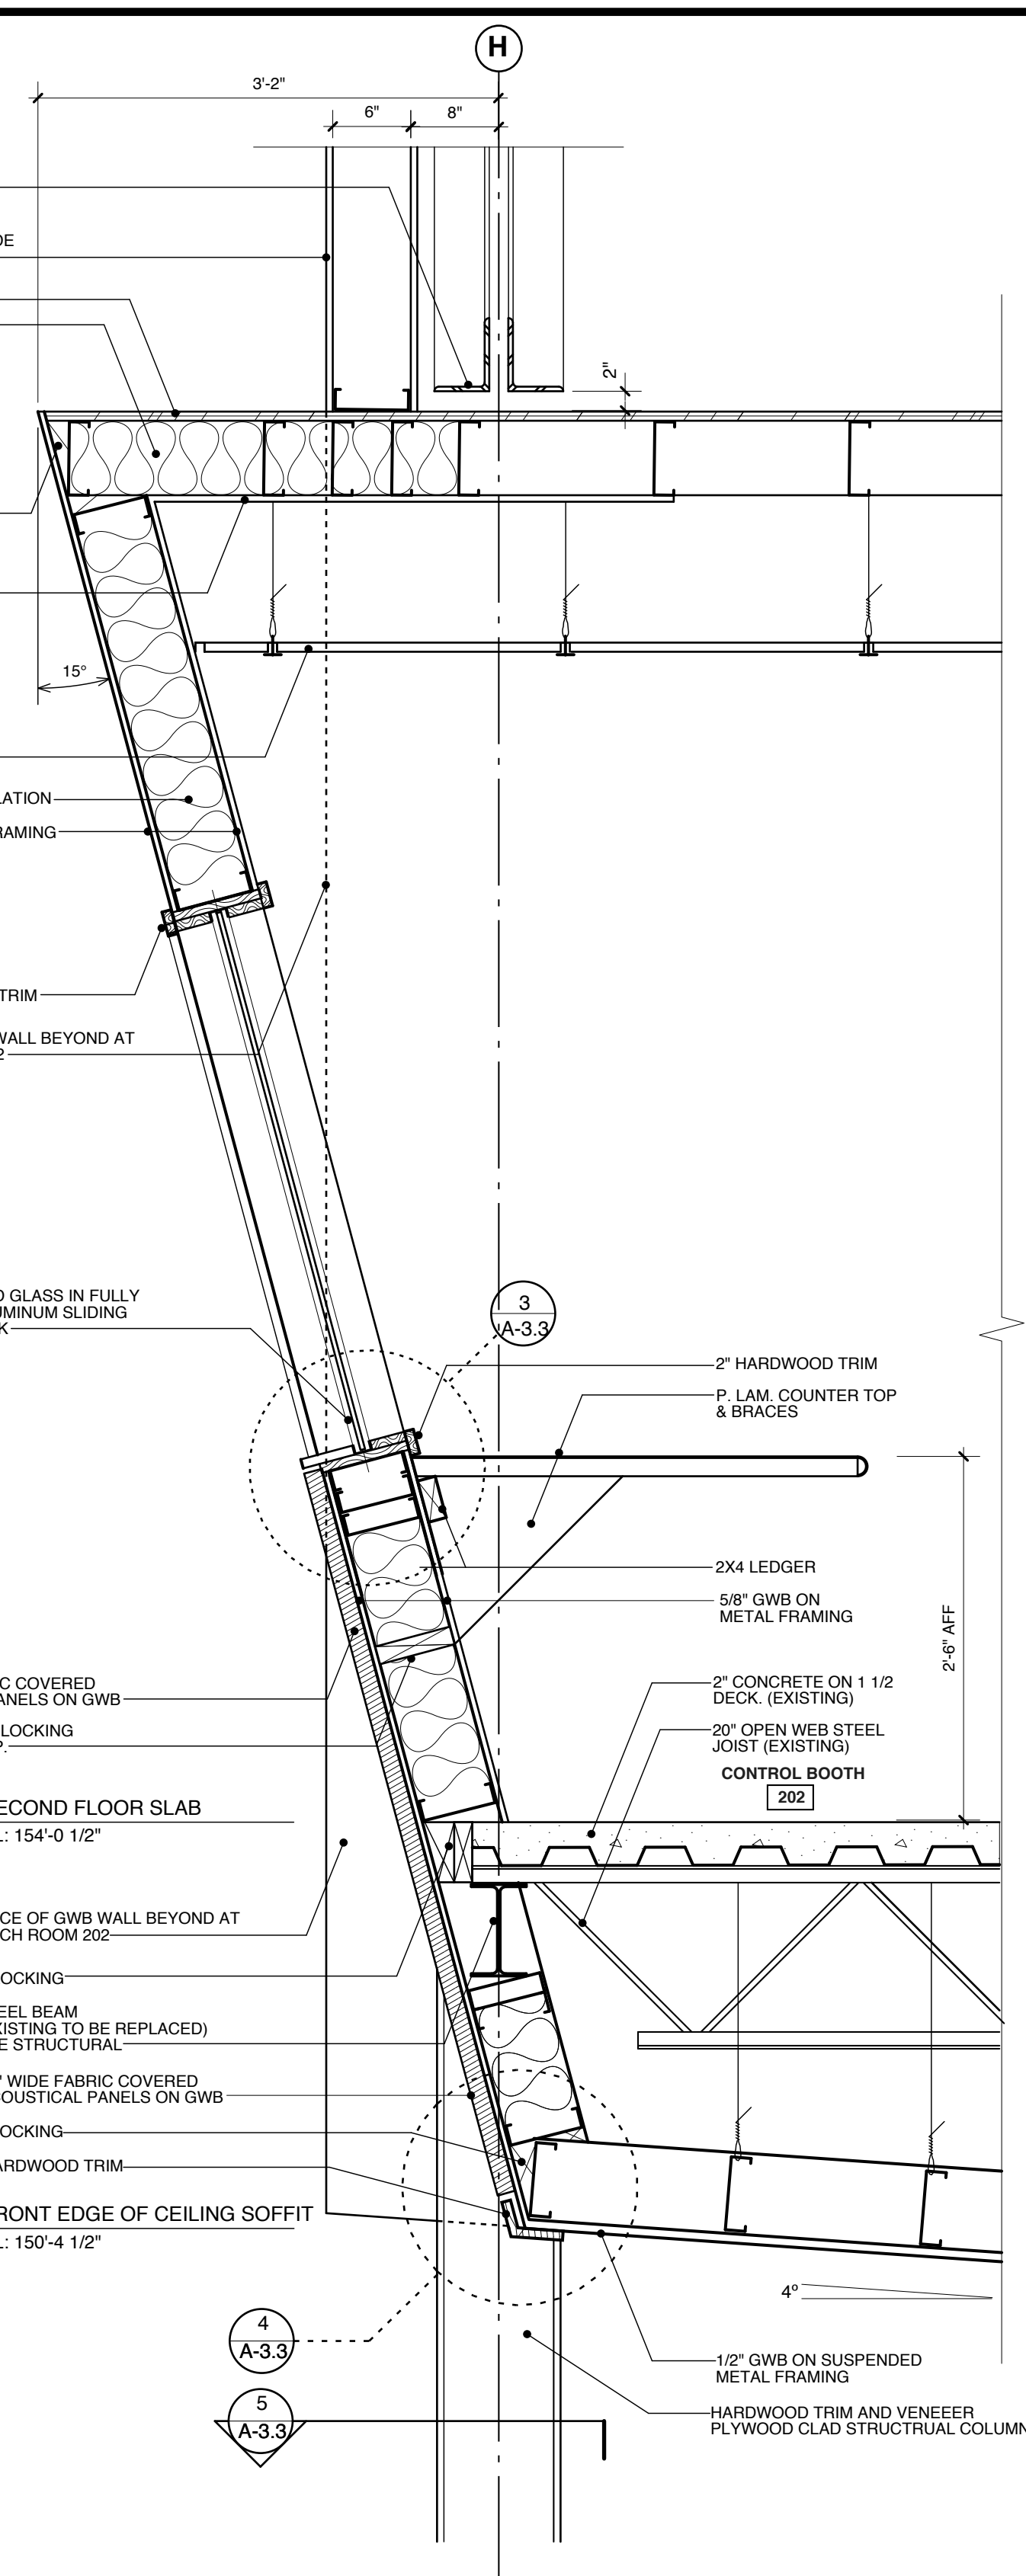 H
3'-2"
6"
8"
DE
2"
15°
LATION
RAMING
TRIM
WALL BEYOND AT
2
D GLASS IN FULLY
UMINUM SLIDING
K
3
A-3.3
2" HARDWOOD TRIM
P. LAM. COUNTER TOP
& BRACES
2X4 LEDGER
5/8" GWB ON
METAL FRAMING
2'-6" AFF
IC COVERED
ANELS ON GWB
2" CONCRETE ON 1 1/2
DECK. (EXISTING)
LOCKING
P.
20" OPEN WEB STEEL
JOIST (EXISTING)
CONTROL BOOTH
202
ECOND FLOOR SLAB
L: 154'-0 1/2"
CE OF GWB WALL BEYOND AT
CH ROOM 202
OCKING
EEL BEAM
XISTING TO BE REPLACED)
E STRUCTURAL
" WIDE FABRIC COVERED
COUSTICAL PANELS ON GWB
OCKING
ARDWOOD TRIM
RONT EDGE OF CEILING SOFFIT
L: 150'-4 1/2"
4°
4
A-3.3
1/2" GWB ON SUSPENDED
METAL FRAMING
5
A-3.3
HARDWOOD TRIM AND VENEEER
PLYWOOD CLAD STRUCTRUAL COLUMN